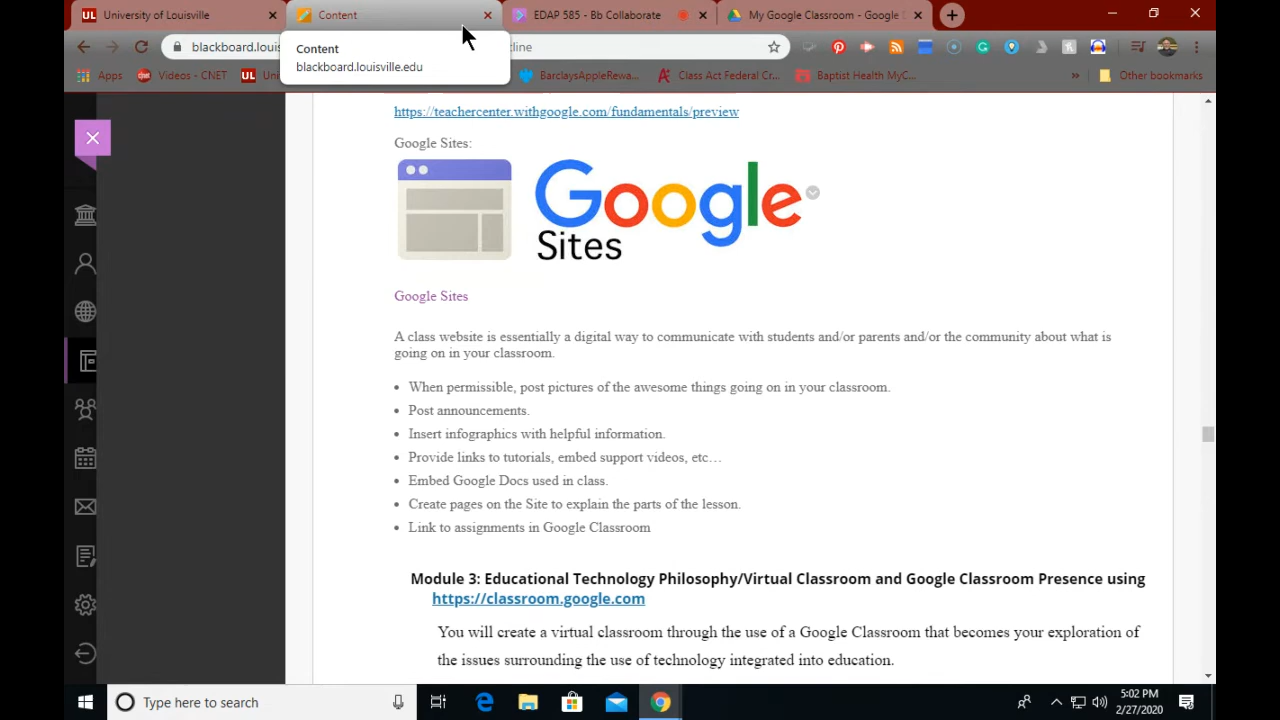 UL University of Louisville
Content
EDAP 585 - Bb Collaborate
My Google Classroom - Google
blackboard.louis
tline
Content
blackboard.louisville.edu
Apps
Videos - CNET
UL Uni
BarclaysAppleRewa...
Class Act Federal Cr...
Baptist Health MyC...
»
Other bookmarks
https://teachercenter.withgoogle.com/fundamentals/preview
Google Sites:
Google
Sites
Google Sites
A class website is essentially a digital way to communicate with students and/or parents and/or the community about what is
going on in your classroom.
• When permissible, post pictures of the awesome things going on in your classroom.
• Post announcements.
• Insert infographics with helpful information.
• Provide links to tutorials, embed support videos, etc…
• Embed Google Docs used in class.
• Create pages on the Site to explain the parts of the lesson.
• Link to assignments in Google Classroom
Module 3: Educational Technology Philosophy/Virtual Classroom and Google Classroom Presence using
https://classroom.google.com
You will create a virtual classroom through the use of a Google Classroom that becomes your exploration of
the issues surrounding the use of technology integrated into education.
Type here to search
5:02 PM
2/27/2020